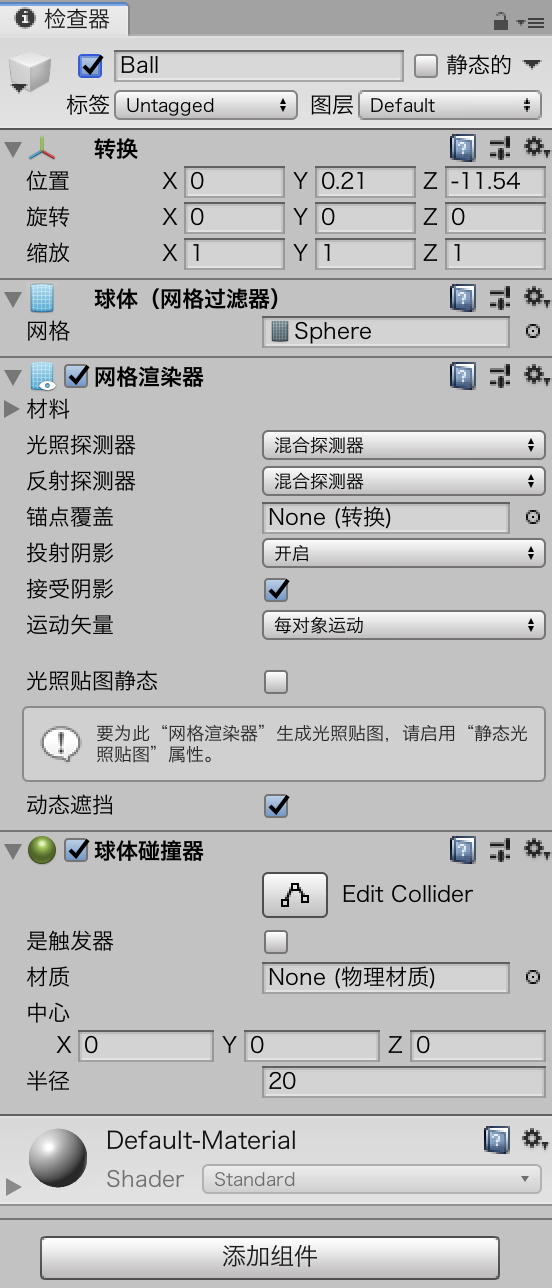 检查器
Ball
静态的
标签 Untagged 图层 Default
转换
位置 X 0 Y 0.21 Z -11.54
旋转 X 0 Y 0 Z 0
缩放 X 1 Y 1 Z 1
球体（网格过滤器）
网格 Sphere
网格渲染器
材料
光照探测器 混合探测器
反射探测器 混合探测器
锚点覆盖 None (转换)
投射阴影 开启
接受阴影
运动矢量 每对象运动
光照贴图静态
要为此“网格渲染器”生成光照贴图，请启用“静态光
照贴图”属性。
动态遮挡
球体碰撞器
Edit Collider
是触发器
材质 None (物理材质)
中心
X 0 Y 0 Z 0
半径 20
Default-Material
Shader Standard
添加组件